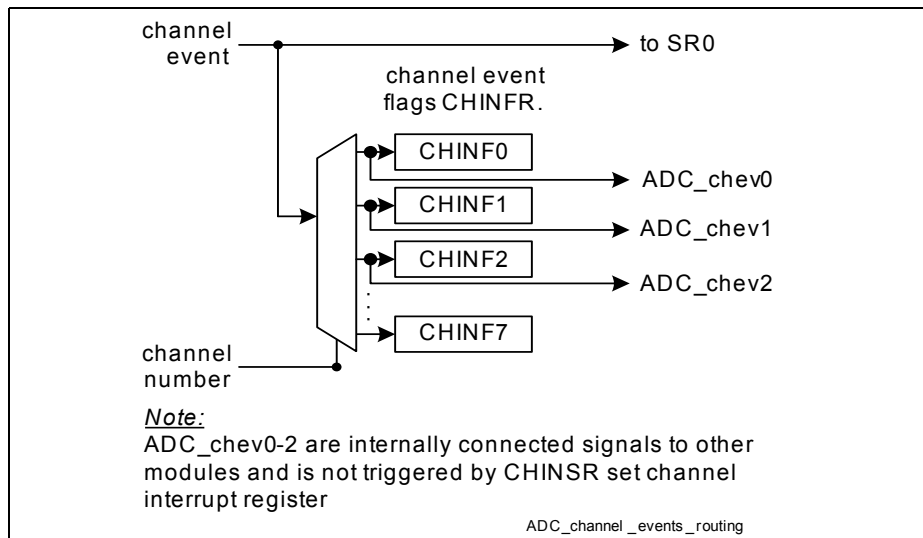 channel
event
to SR0
channel event
flags CHINFR.
CHINF0
ADC_chev0
CHINF1
ADC_chev1
CHINF2
ADC_chev2
CHINF7
channel
number
Note:
ADC_chev0-2 are internally connected signals to other
modules and is not triggered by CHINSR set channel
interrupt register
ADC_channel _events_routing